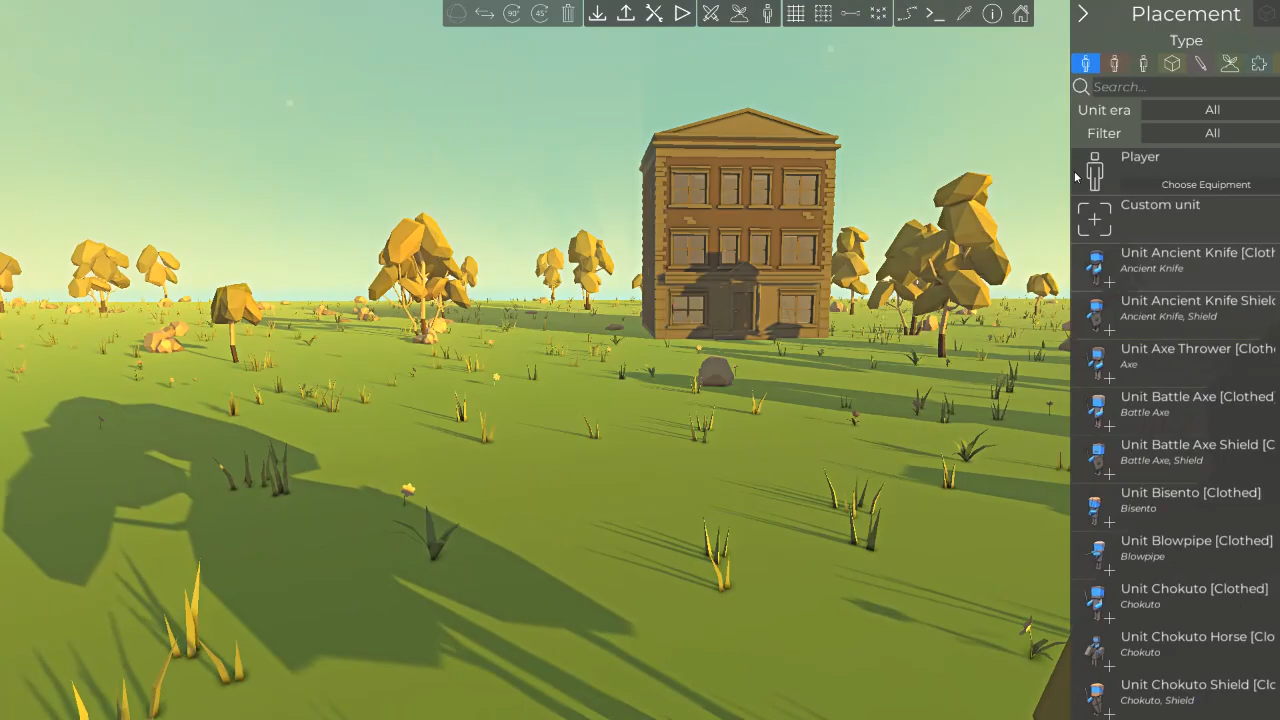 90°
45°
Placement
Type
Search...
Unit era
All
Filter
All
Player
Choose Equipment
Custom unit
Unit Ancient Knife [Cloth
Ancient Knife
Unit Ancient Knife Shield
Ancient Knife, Shield
Unit Axe Thrower [Cloth
Axe
Unit Battle Axe [Clothed
Battle Axe
Unit Battle Axe Shield [C
Battle Axe, Shield
Unit Bisento [Clothed]
Bisento
Unit Blowpipe [Clothed]
Blowpipe
Unit Chokuto [Clothed]
Chokuto
Unit Chokuto Horse [Clo
Chokuto
Unit Chokuto Shield [Clo
Chokuto, Shield